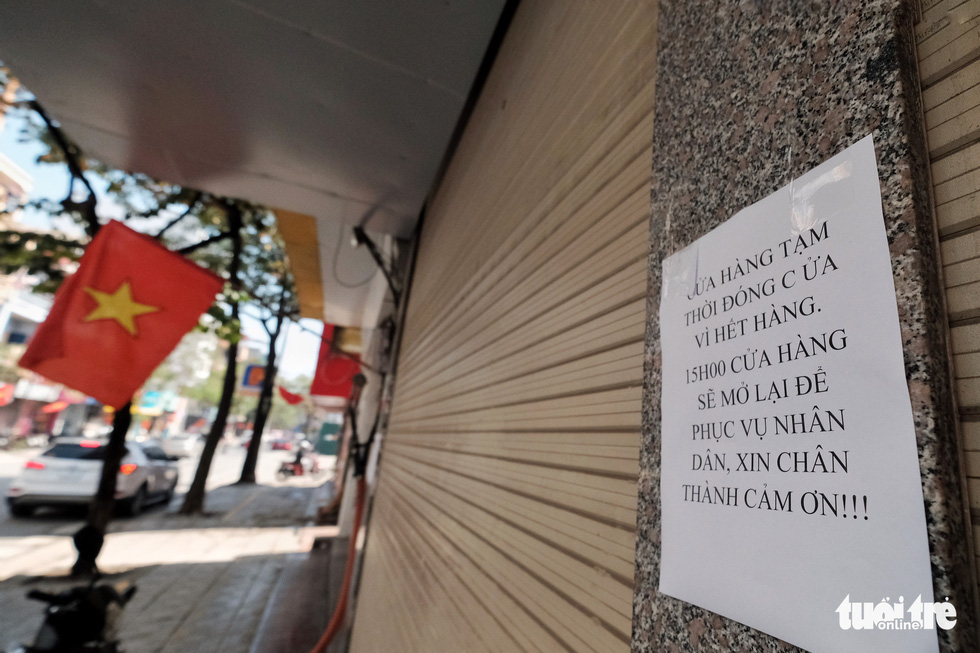 CỬA HÀNG TẠM
THỜI ĐÓNG C ỬA
VÌ HẾT HÀNG.
15H00 CỬA HÀNG
SẼ MỞ LẠI ĐỂ
PHỤC VỤ NHÂN
DÂN, XIN CHÂN
THÀNH CẢM ƠN!!!
tuổi trẻ
online